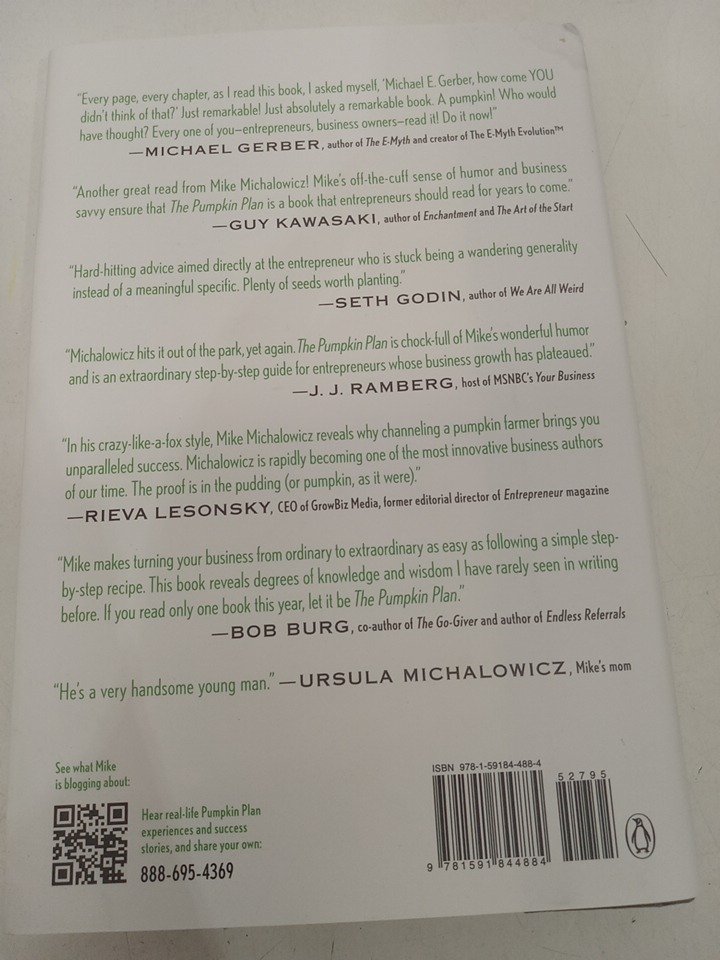 “Every page, every chapter, as I read this book, I asked myself, ‘Michael E. Gerber, how come YOU
didn’t think of that?’ Just remarkable! Just absolutely a remarkable book. A pumpkin! Who would
have thought? Every one of you—entrepreneurs, business owners—read it! Do it now!”
—MICHAEL GERBER, author of The E-Myth and creator of The E-Myth Evolution™
“Another great read from Mike Michalowicz! Mike’s off-the-cuff sense of humor and business
savvy ensure that The Pumpkin Plan is a book that entrepreneurs should read for years to come.”
—GUY KAWASAKI, author of Enchantment and The Art of the Start
“Hard-hitting advice aimed directly at the entrepreneur who is stuck being a wandering generality
instead of a meaningful specific. Plenty of seeds worth planting.”
—SETH GODIN, author of We Are All Weird
“Michalowicz hits it out of the park, yet again. The Pumpkin Plan is chock-full of Mike’s wonderful humor
and is an extraordinary step-by-step guide for entrepreneurs whose business growth has plateaued.”
—J. J. RAMBERG, host of MSNBC’s Your Business
“In his crazy-like-a-fox style, Mike Michalowicz reveals why channeling a pumpkin farmer brings you
unparalleled success. Michalowicz is rapidly becoming one of the most innovative business authors
of our time. The proof is in the pudding (or pumpkin, as it were).”
—RIEVA LESONSKY, CEO of GrowBiz Media, former editorial director of Entrepreneur magazine
“Mike makes turning your business from ordinary to extraordinary as easy as following a simple step-
by-step recipe. This book reveals degrees of knowledge and wisdom I have rarely seen in writing
before. If you read only one book this year, let it be The Pumpkin Plan.”
—BOB BURG, co-author of The Go-Giver and author of Endless Referrals
“He’s a very handsome young man.” —URSULA MICHALOWICZ, Mike’s mom
See what Mike
is blogging about:
Hear real-life Pumpkin Plan
experiences and success
stories, and share your own:
888-695-4369
ISBN 978-1-59184-488-4
52795
9 781591 844884